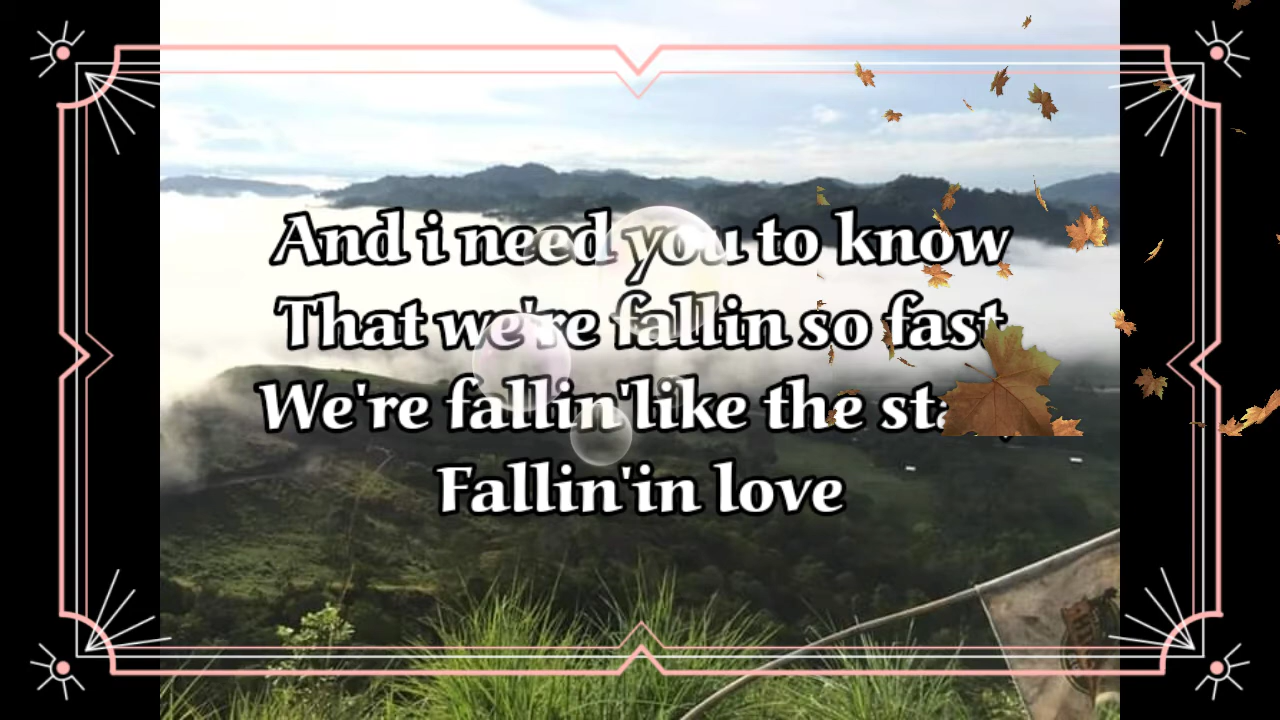 And i need you to know
That we're fallin so fast
We're fallin'like the
Fallin'in love